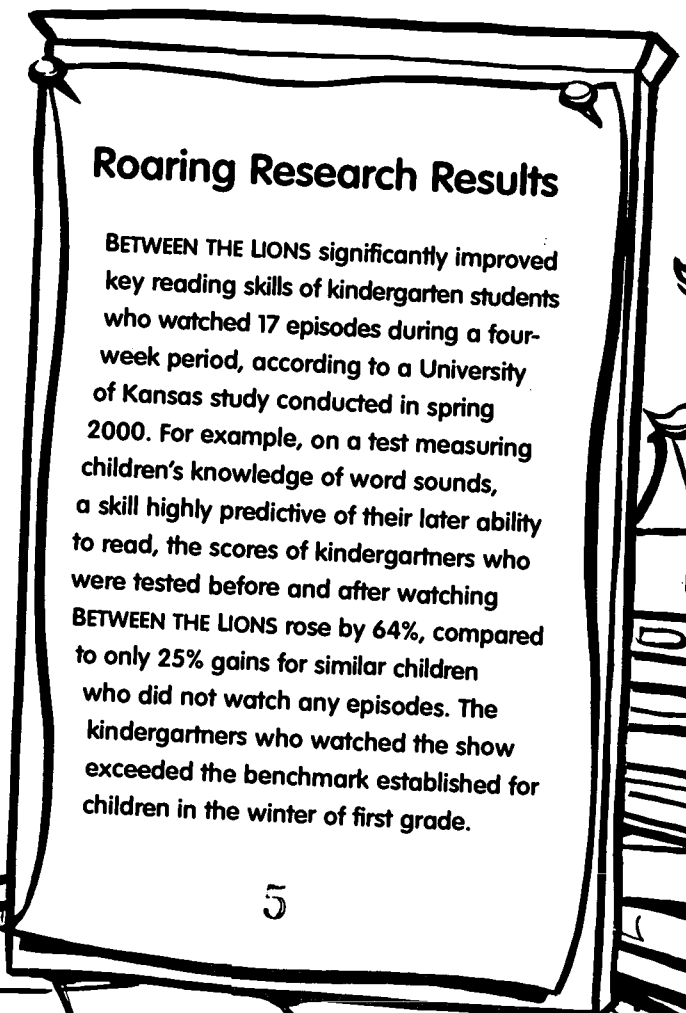 Roaring Research Results
BETWEEN THE LIONS significantly improved
key reading skills of kindergarten students
who watched 17 episodes during a four-
week period, according to a University
of Kansas study conducted in spring
2000. For example, on a test measuring
children's knowledge of word sounds,
a skill highly predictive of their later ability
to read, the scores of kindergartners who
were tested before and after watching
BETWEEN THE LIONS rose by 64%, compared
to only 25% gains for similar children
who did not watch any episodes. The
kindergartners who watched the show
exceeded the benchmark established for
children in the winter of first grade.
5